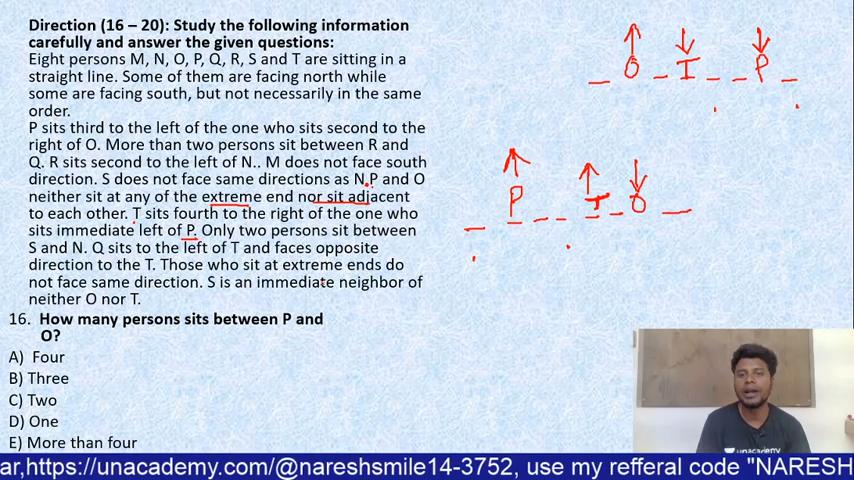 Direction (16 – 20): Study the following information
carefully and answer the given questions:
Eight persons M, N, O, P, Q, R, S and T are sitting in a
straight line. Some of them are facing north while
some are facing south, but not necessarily in the same
order.
P sits third to the left of the one who sits second to the
right of O. More than two persons sit between R and
Q. R sits second to the left of N.. M does not face south
direction. S does not face same directions as N.P and O
neither sit at any of the extreme end nor sit adjacent
to each other. T sits fourth to the right of the one who
sits immediate left of P. Only two persons sit between
S and N. Q sits to the left of T and faces opposite
direction to the T. Those who sit at extreme ends do
not face same direction. S is an immediate neighbor of
neither O nor T.
16. How many persons sits between P and
O?
A) Four
B) Three
C) Two
D) One
E) More than four
O T P
P T O
unacademy
ar,https://unacademy.com/@nareshsmile14-3752, use my refferal code "NARESH